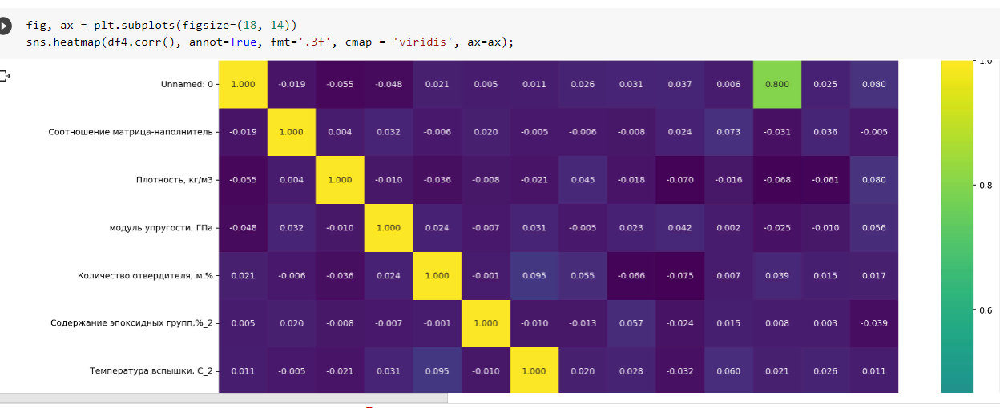 fig, ax = plt.subplots(figsize=(18, 14))
sns.heatmap(df4.corr(), annot=True, fmt='.3f', cmap = 'viridis', ax=ax);
Unnamed: 0 1.000 -0.019 -0.055 -0.048 0.021 0.005 0.011 0.026 0.031 0.037 0.006 0.800 0.025 0.080
Соотношение матрица-наполнитель -0.019 1.000 0.004 0.032 -0.006 0.020 -0.005 -0.006 -0.008 0.024 0.073 -0.031 0.036 -0.005
Плотность, кг/м3 -0.055 0.004 1.000 -0.010 -0.036 -0.008 -0.021 0.045 -0.018 -0.070 -0.016 -0.068 -0.061 0.080
модуль упругости, ГПа -0.048 0.032 -0.010 1.000 0.024 -0.007 0.031 -0.005 0.023 0.042 0.002 -0.025 -0.010 0.056
Количество отвердителя, м.% 0.021 -0.006 -0.036 0.024 1.000 -0.001 0.095 0.055 -0.066 -0.075 0.007 0.039 0.015 0.017
Содержание эпоксидных групп,%_2 0.005 0.020 -0.008 -0.007 -0.001 1.000 -0.010 -0.013 0.057 -0.024 0.015 0.008 0.003 -0.039
Температура вспышки, С_2 0.011 -0.005 -0.021 0.031 0.095 -0.010 1.000 0.020 0.028 -0.032 0.060 0.021 0.026 0.011
1.0
0.8
0.6